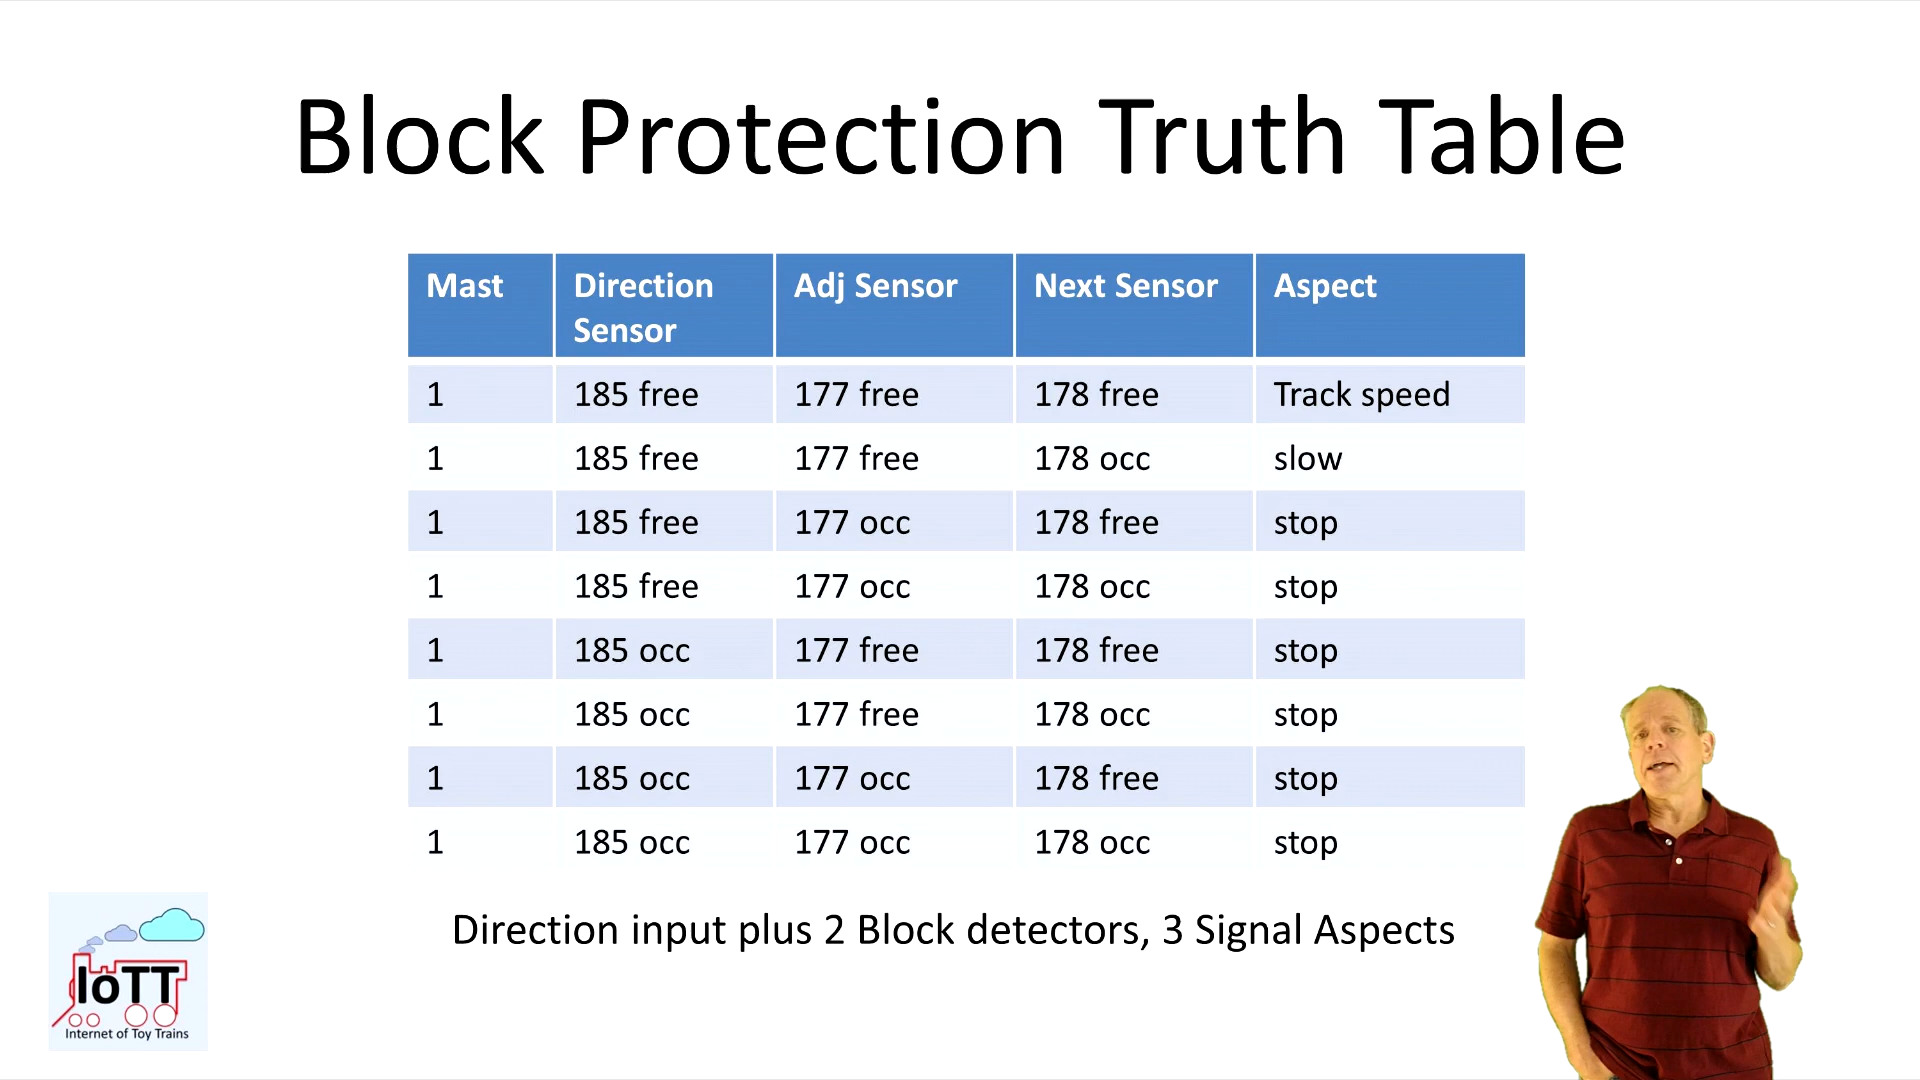 Block Protection Truth Table
Mast Direction Sensor Adj Sensor Next Sensor Aspect
1 185 free 177 free 178 free Track speed
1 185 free 177 free 178 occ slow
1 185 free 177 occ 178 free stop
1 185 free 177 occ 178 occ stop
1 185 occ 177 free 178 free stop
1 185 occ 177 free 178 occ stop
1 185 occ 177 occ 178 free stop
1 185 occ 177 occ 178 occ stop
Direction input plus 2 Block detectors, 3 Signal Aspects
IoTT
Internet of Toy Trains